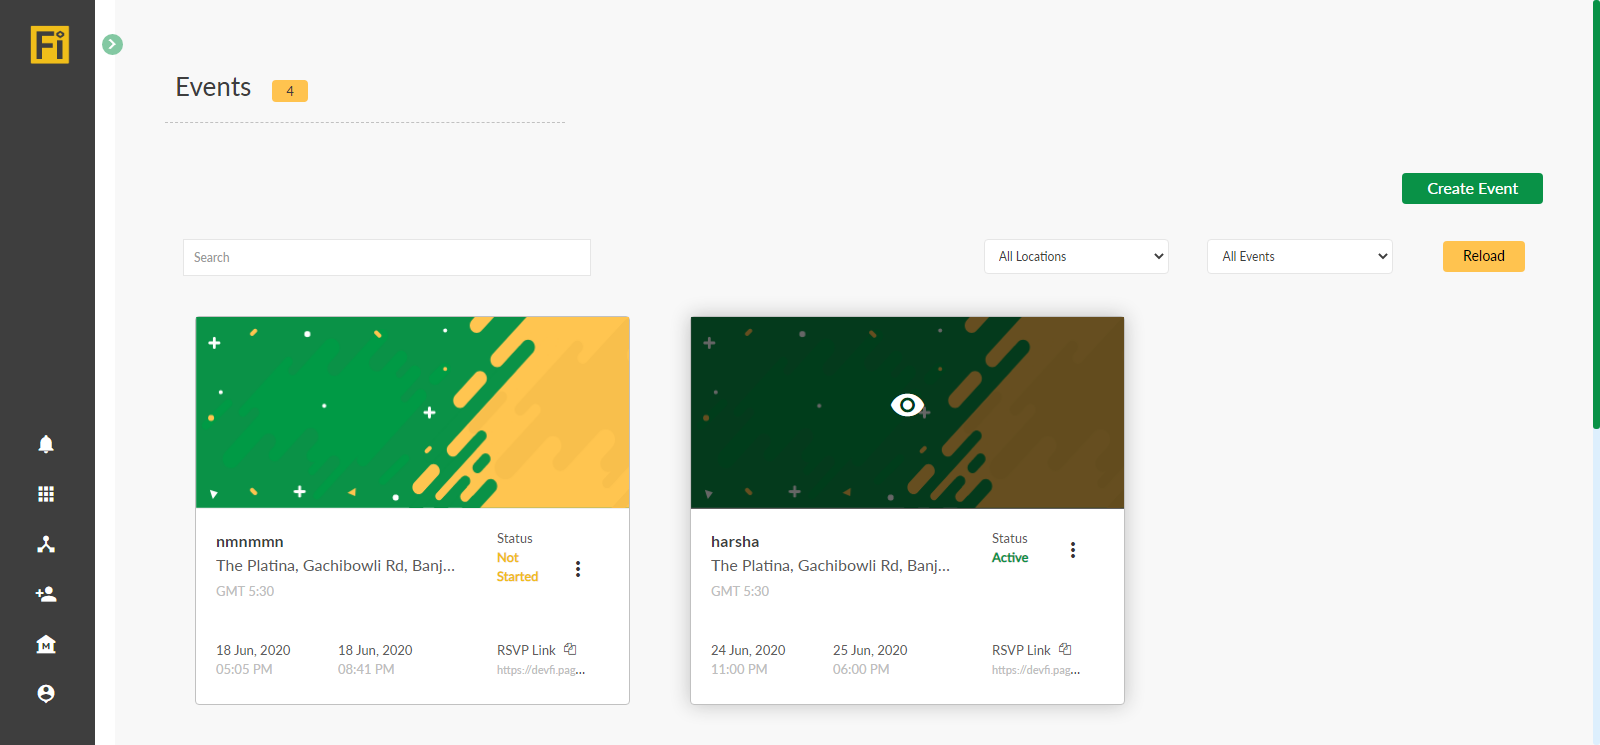 Fi
Events
4
Create Event
Search
All Locations
All Events
Reload
nmnmmn
The Platina, Gachibowli Rd, Banj...
GMT 5:30
Status
Not
Started
18 Jun, 2020
05:05 PM
18 Jun, 2020
08:41 PM
RSVP Link
https://devfi.pag...
harsha
The Platina, Gachibowli Rd, Banj...
GMT 5:30
Status
Active
24 Jun, 2020
11:00 PM
25 Jun, 2020
06:00 PM
RSVP Link
https://devfi.pag...
M